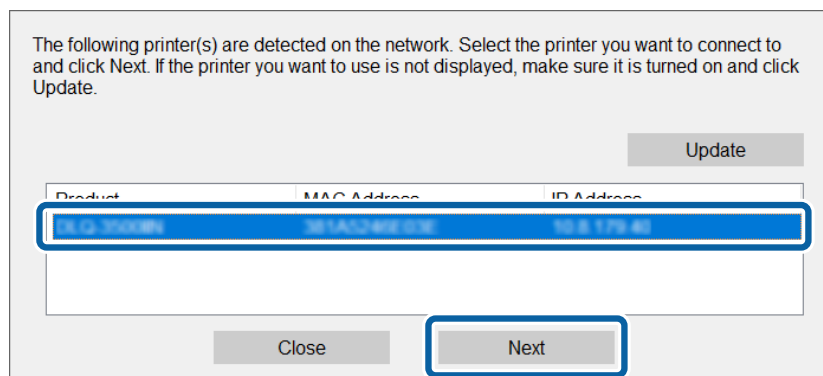 The following printer(s) are detected on the network. Select the printer you want to connect to
and click Next. If the printer you want to use is not displayed, make sure it is turned on and click
Update.
Update
Product MAC Address IP Address
Close Next